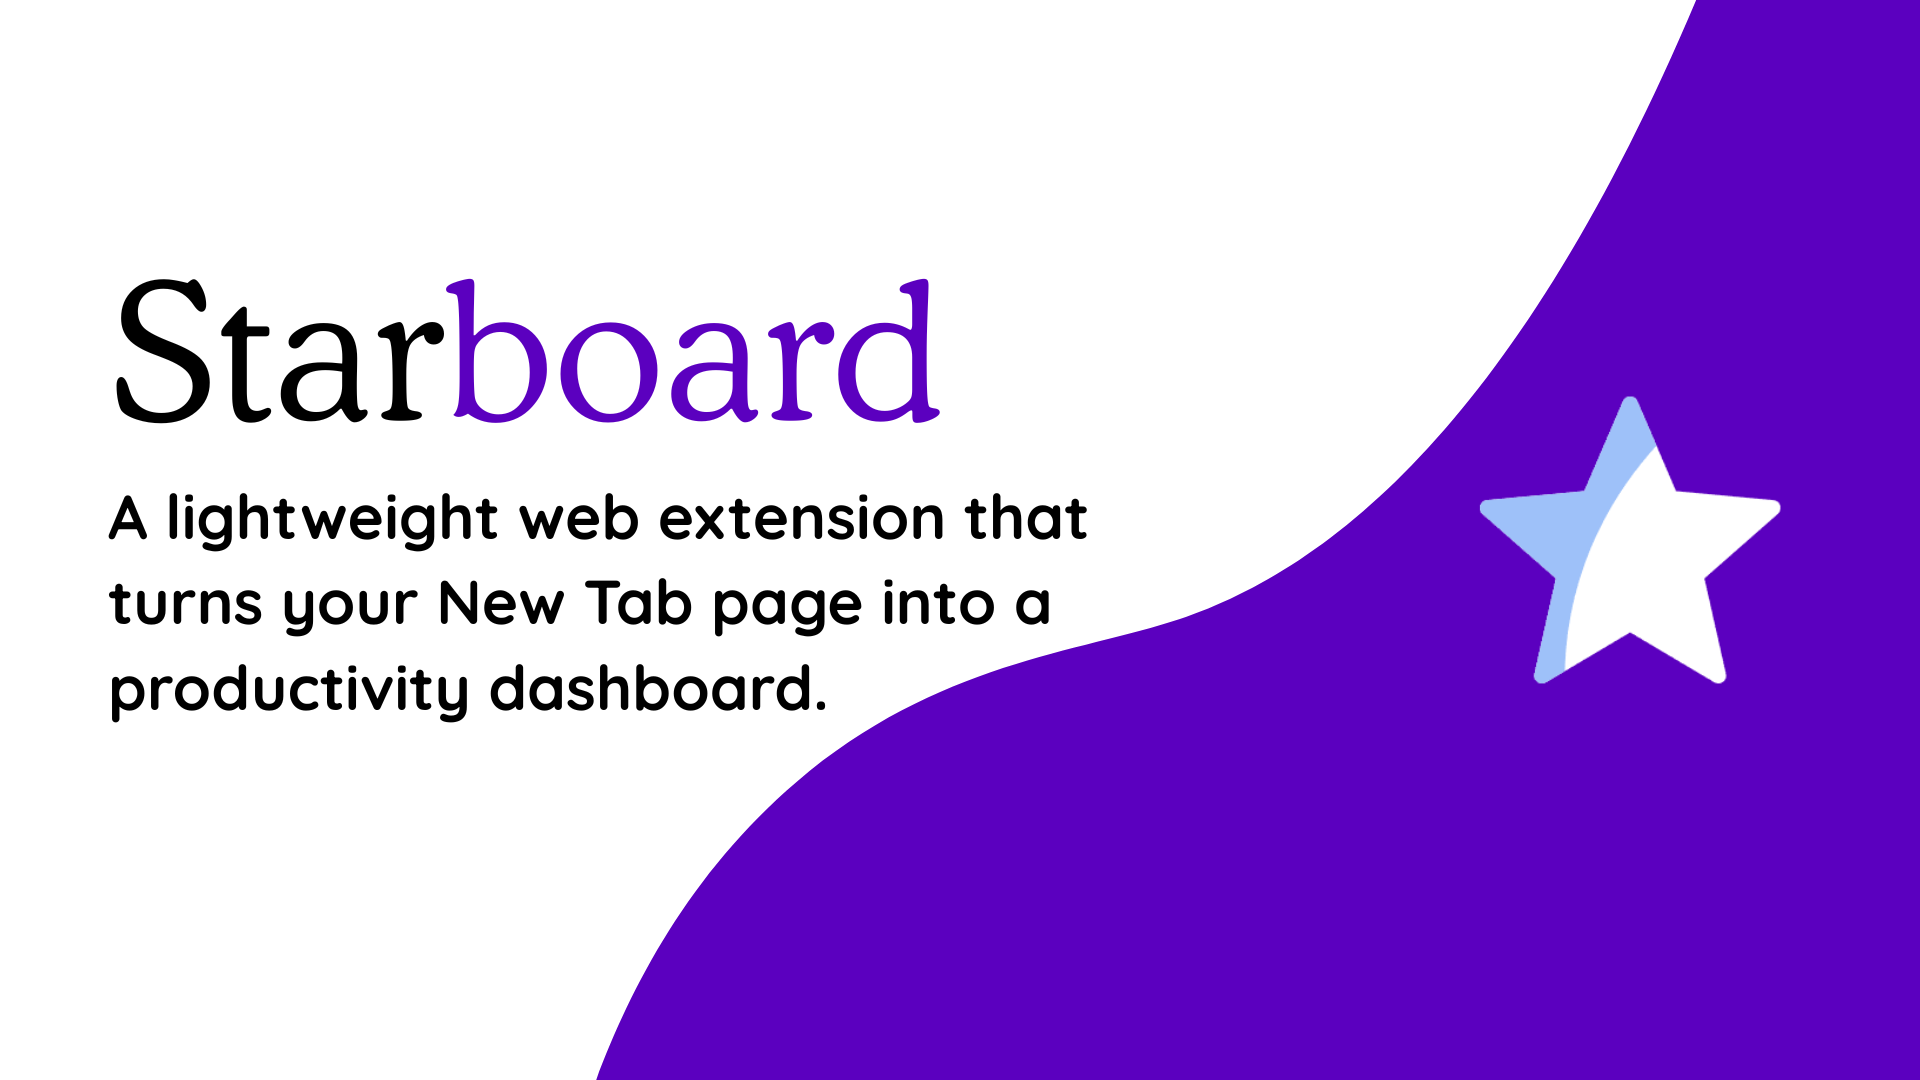 Starboard
A lightweight web extension that
turns your New Tab page into a
productivity dashboard.